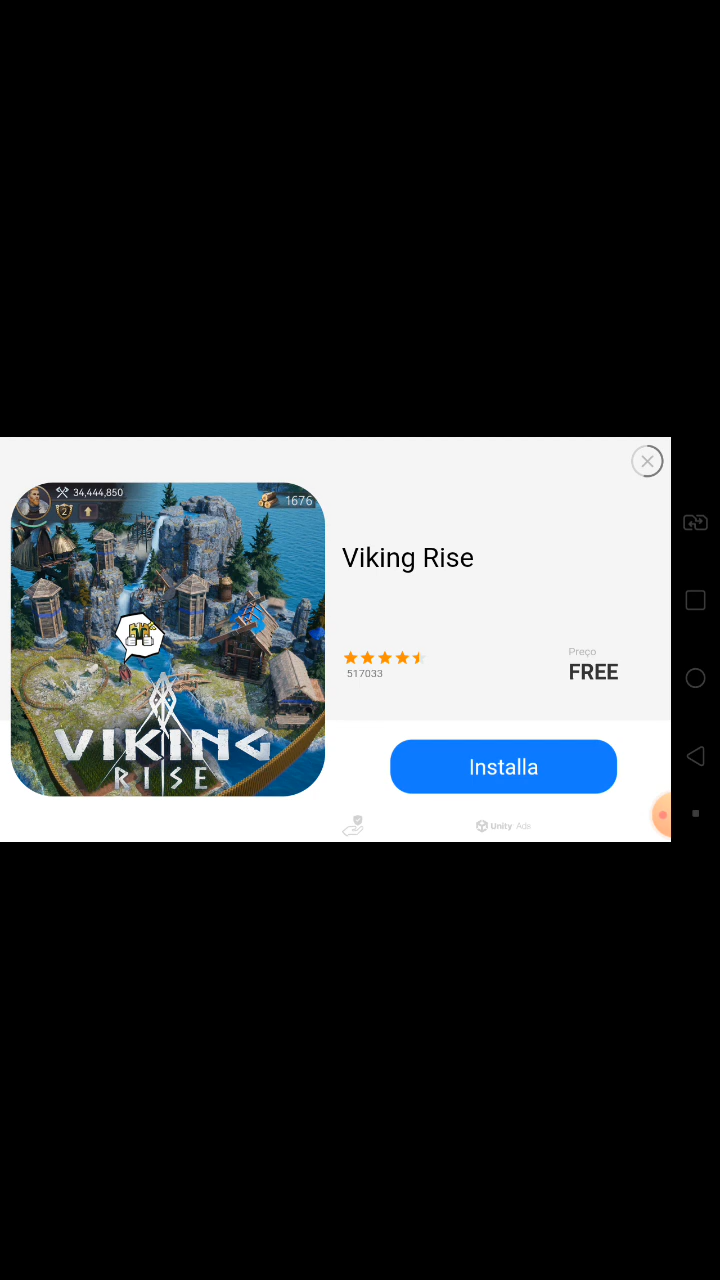 34,444,850
2
1676
Viking Rise
517033
Preço
FREE
VIKING
RISE
Installa
Unity Ads